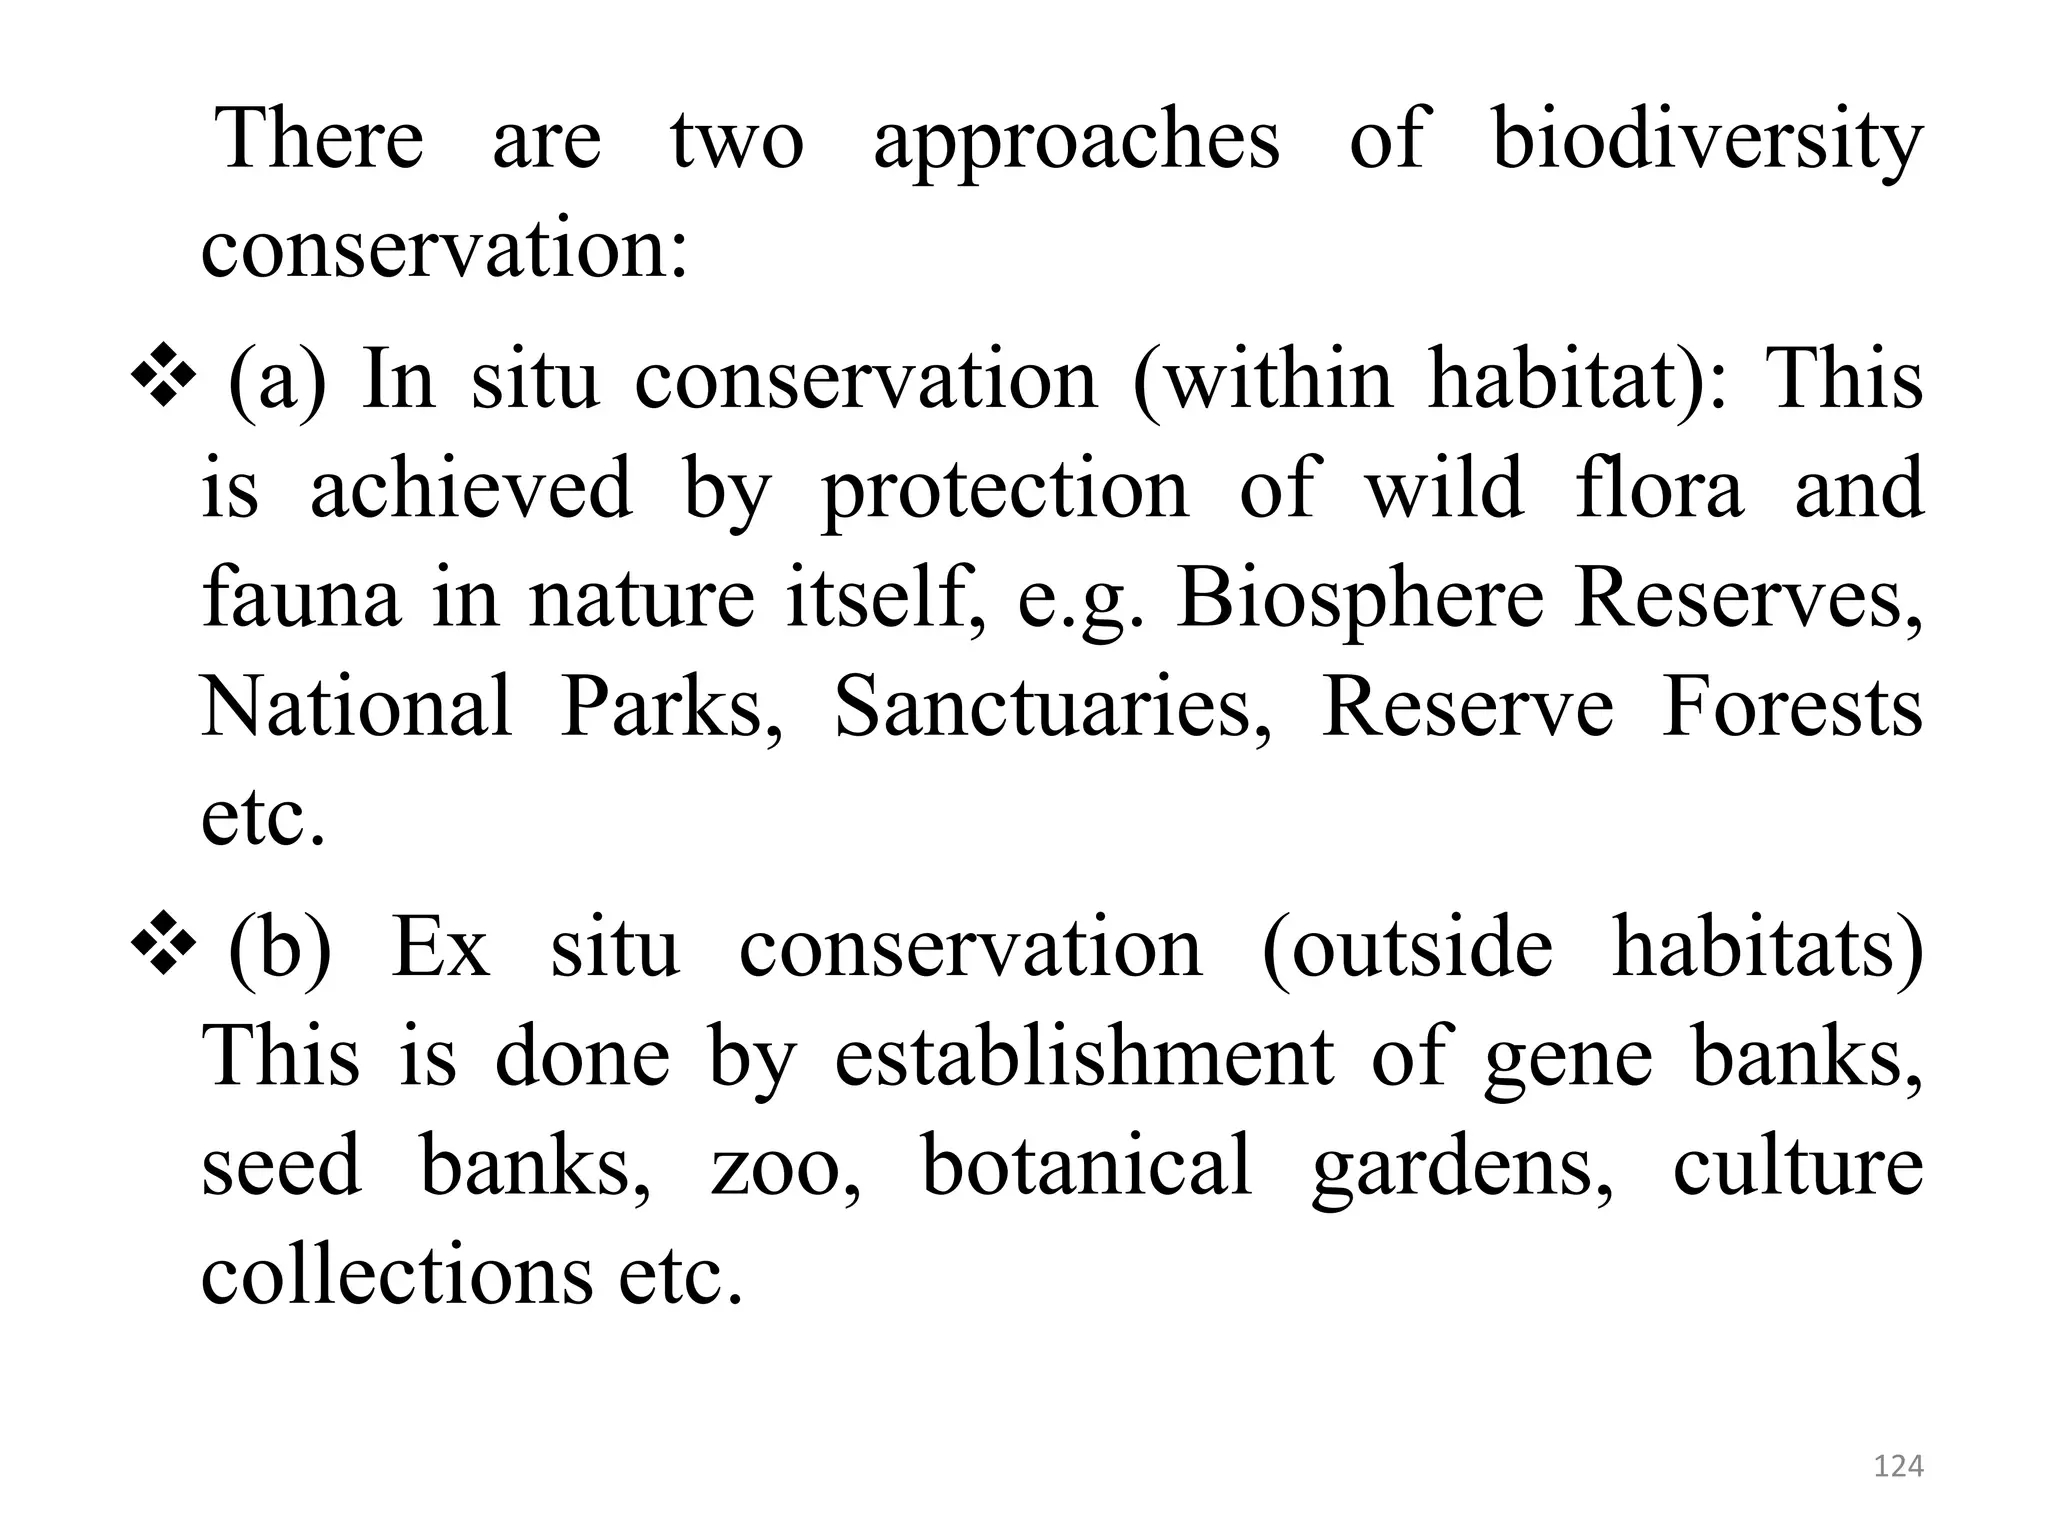 There are two approaches of biodiversity
conservation:
❖ (a) In situ conservation (within habitat): This
is achieved by protection of wild flora and
fauna in nature itself, e.g. Biosphere Reserves,
National Parks, Sanctuaries, Reserve Forests
etc.
❖ (b) Ex situ conservation (outside habitats)
This is done by establishment of gene banks,
seed banks, zoo, botanical gardens, culture
collections etc.
124